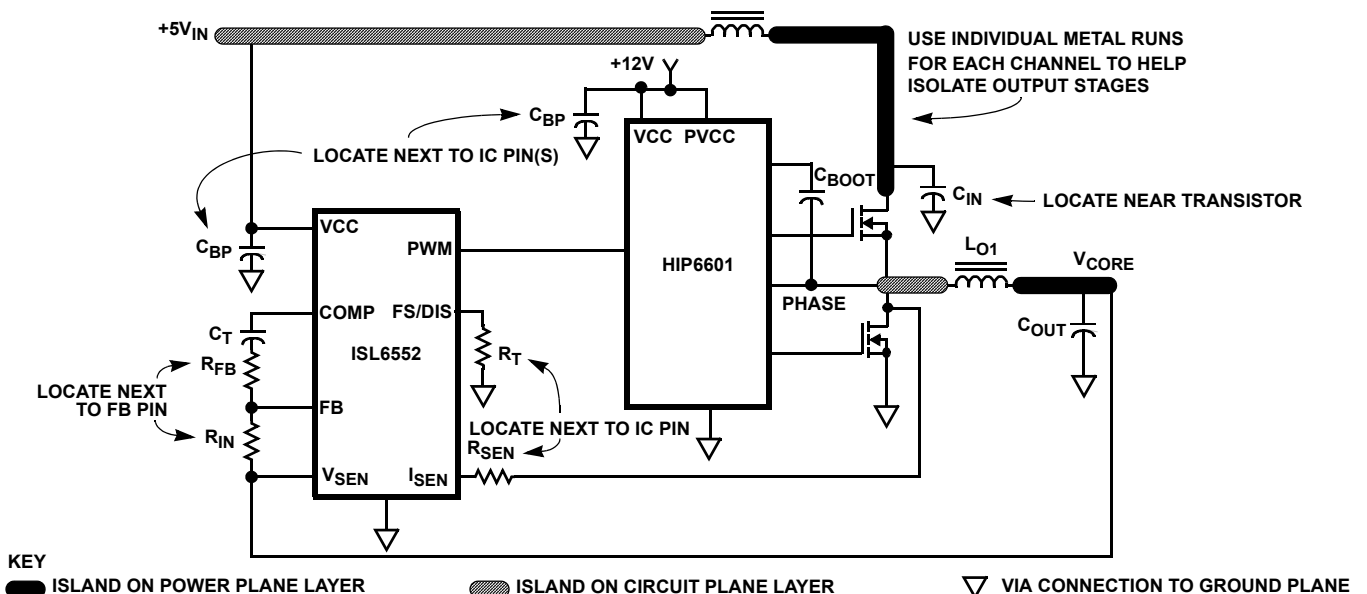 +5VIN
USE INDIVIDUAL METAL RUNS
FOR EACH CHANNEL TO HELP
ISOLATE OUTPUT STAGES
+12V
CBP
VCC PVCC
LOCATE NEXT TO IC PIN(S)
CBOOT
CIN
LOCATE NEAR TRANSISTOR
VCC
CBP
PWM
HIP6601
LO1
VCORE
PHASE
COMP
FS/DIS
CT
RT
COUT
ISL6552
RFB
LOCATE NEXT
TO FB PIN
FB
RIN
LOCATE NEXT TO IC PIN
RSEN
VSEN
ISEN
KEY
ISLAND ON POWER PLANE LAYER
ISLAND ON CIRCUIT PLANE LAYER
VIA CONNECTION TO GROUND PLANE